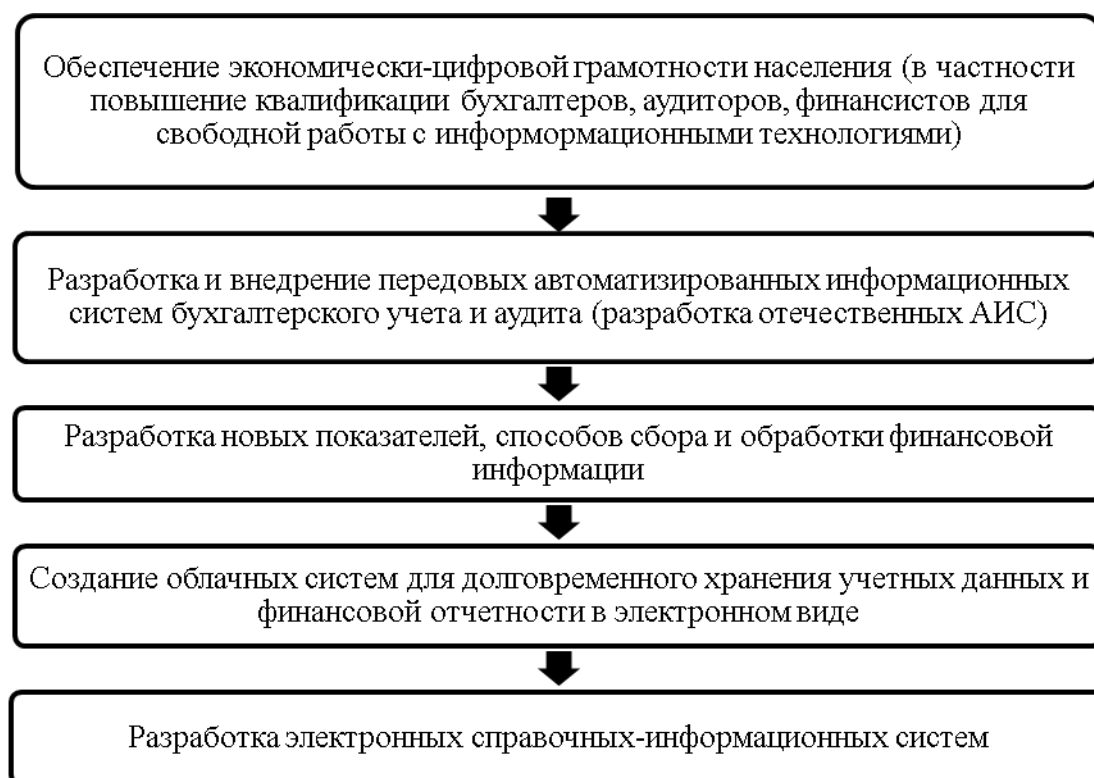 Обеспечение экономически-цифровой грамотности населения (в частности
повышение квалификации бухгалтеров, аудиторов, финансистов для
свободной работы с информормационными технологиями)
Разработка и внедрение передовых автоматизированных информационных
систем бухгалтерского учета и аудита (разработка отечественных АИС)
Разработка новых показателей, способов сбора и обработки финансовой
информации
Создание облачных систем для долговременного хранения учетных данных и
финансовой отчетности в электронном виде
Разработка электронных справочных-информационных систем